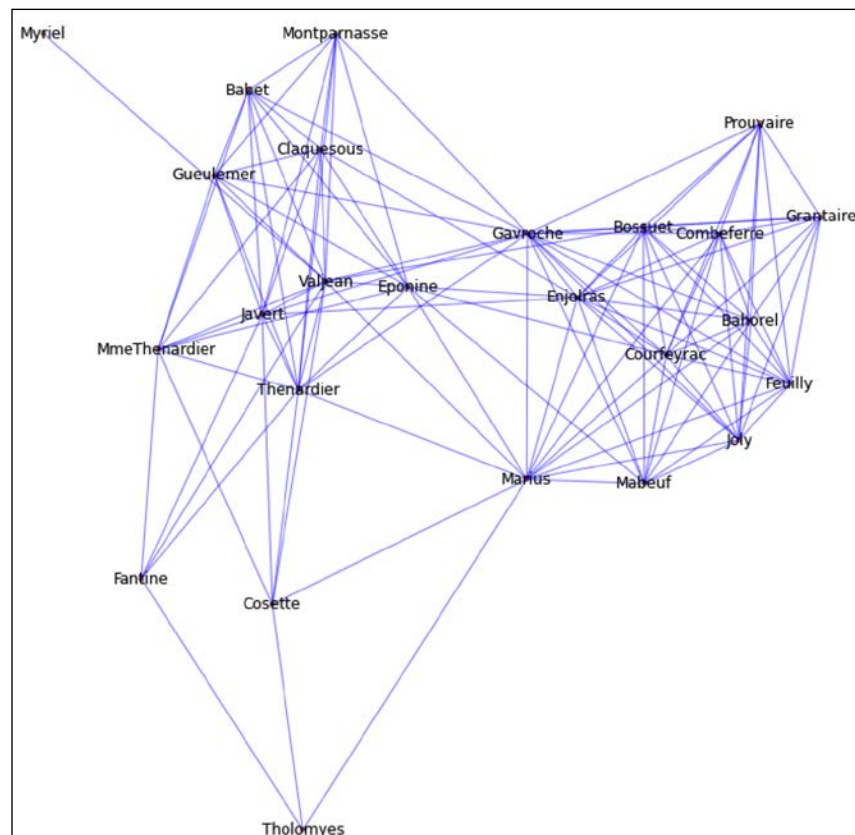 Myriel
Montparnasse
Babet
Prouvaire
Claquesous
Gueulemer
Grantaire
Gavroche
Bossuet
Combeferre
Valjean
Eponine
Enjolras
Javert
Bahorel
MmeThenardier
Courfeyrac
Thenardier
Feuilly
Joly
Marius
Mabeuf
Fantine
Cosette
Tholomyes